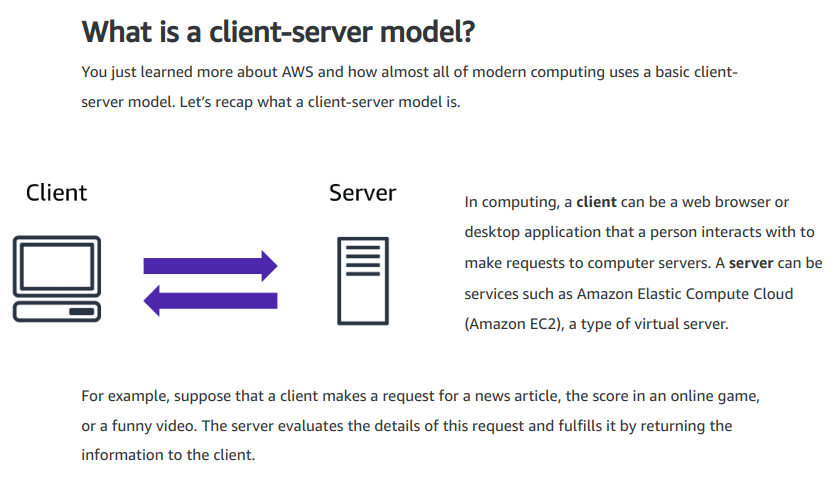 What is a client-server model?
You just learned more about AWS and how almost all of modern computing uses a basic client-
server model. Let’s recap what a client-server model is.
Client
Server
In computing, a client can be a web browser or
desktop application that a person interacts with to
make requests to computer servers. A server can be
services such as Amazon Elastic Compute Cloud
(Amazon EC2), a type of virtual server.
For example, suppose that a client makes a request for a news article, the score in an online game,
or a funny video. The server evaluates the details of this request and fulfills it by returning the
information to the client.